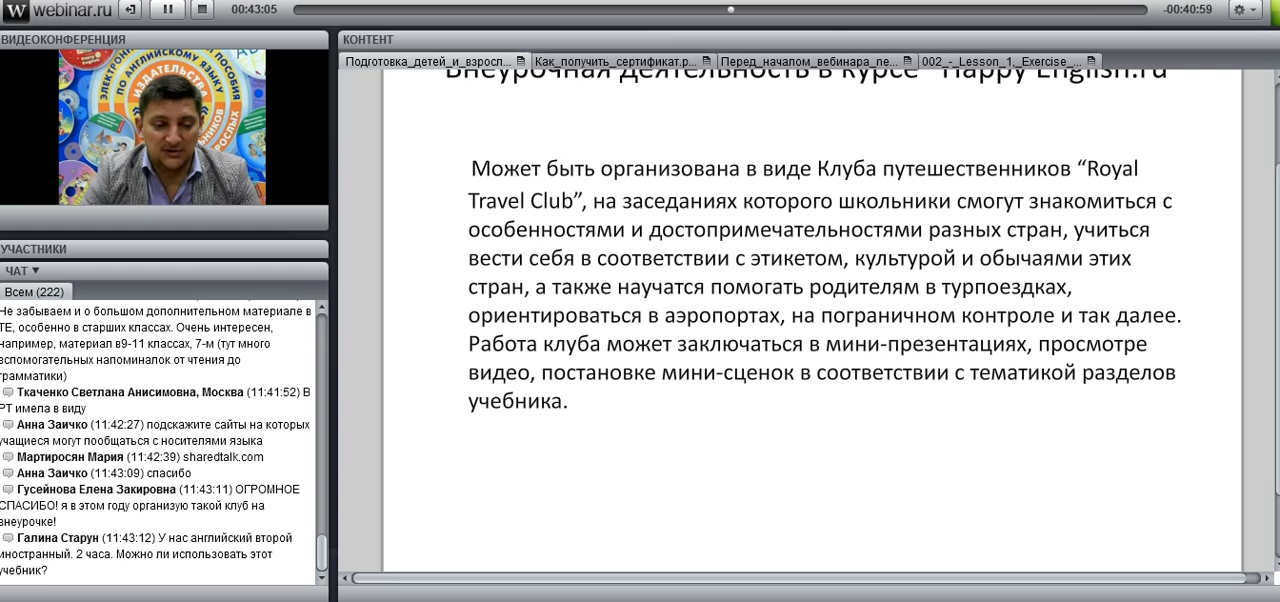 W webinar.ru
00:43:05
-00:40:59
ВИДЕОКОНФЕРЕНЦИЯ
ЭЛЕКТРОННЫЕ
ПО АНГЛИЙСКОМУ ЯЗЫКУ
ПОСОБИЯ
ИЗДАТЕЛЬСТВА
УЧАСТНИКИ
ЧАТ
Всем (222)
Не забываем и о большом дополнительном материале в
ТЕ, особенно в старших классах. Очень интересен,
например, материал в9-11 классах, 7-м (тут много
вспомогательных напоминалок от чтения до
грамматики)
Ткаченко Светлана Анисимовна, Москва (11:41:52) В
РТ имела в виду
Анна Заичко (11:42:27) подскажите сайты на которых
учащиеся могут пообщаться с носителями языка
Мартиросян Мария (11:42:39) sharedtalk.com
Анна Заичко (11:43:09) спасибо
Гусейнова Елена Закировна (11:43:11) ОГРОМНОЕ
СПАСИБО! я в этом году организую такой клуб на
внеурочке!
Галина Старун (11:43:12) У нас английский второй
иностранный. 2 часа. Можно ли использовать этот
учебник?
КОНТЕНТ
Подготовка_детей_и_взросл... Как_получить_сертификат.p... Перед_началом_вебинара_пе... 002_-_Lesson_1,_Exercise_...
Внеурочная деятельность в курсе "Happy English.ru"
Может быть организована в виде Клуба путешественников “Royal
Travel Club”, на заседаниях которого школьники смогут знакомиться с
особенностями и достопримечательностями разных стран, учиться
вести себя в соответствии с этикетом, культурой и обычаями этих
стран, а также научатся помогать родителям в турпоездках,
ориентироваться в аэропортах, на пограничном контроле и так далее.
Работа клуба может заключаться в мини-презентациях, просмотре
видео, постановке мини-сценок в соответствии с тематикой разделов
учебника.